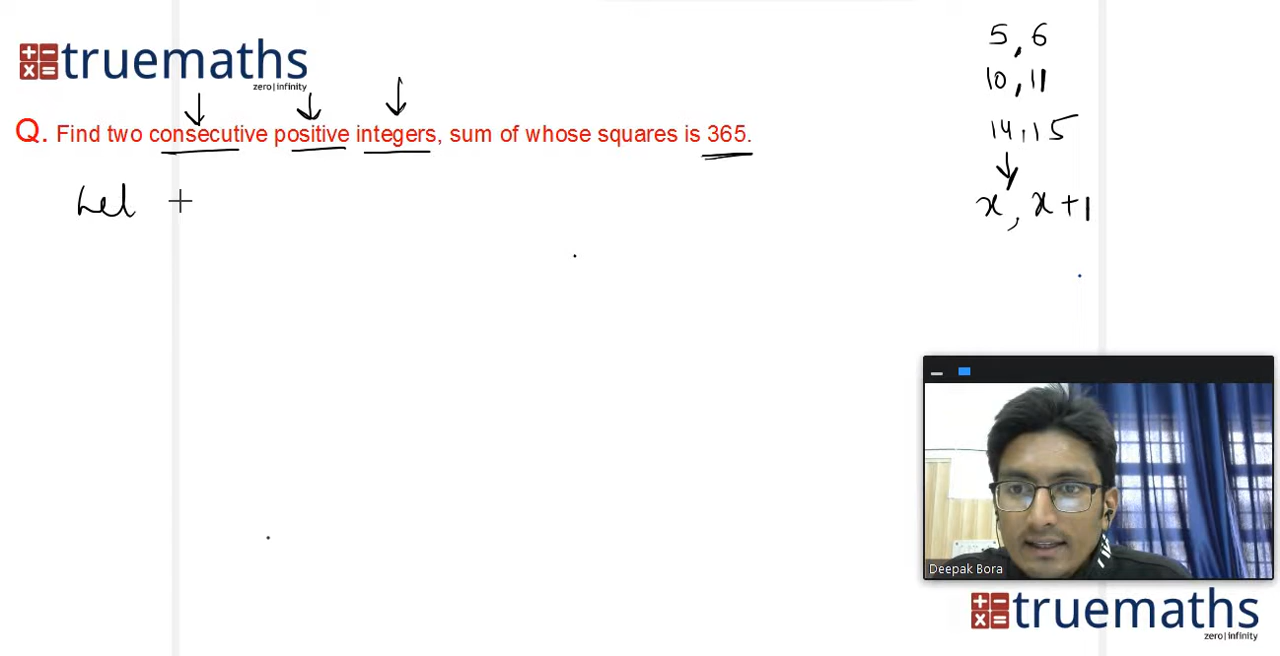 truemaths
zero|infinity
Q. Find two consecutive positive integers, sum of whose squares is 365.
Let
5, 6
10, 11
14, 15
x, x+1
Deepak Bora
truemaths
zero|infinity